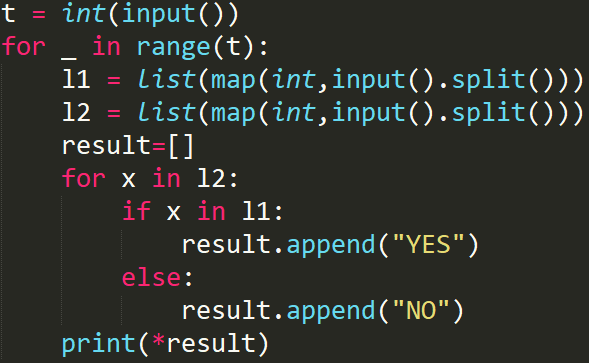 t = int(input())
for _ in range(t):
    l1 = list(map(int,input().split()))
    l2 = list(map(int,input().split()))
    result=[]
    for x in l2:
        if x in l1:
            result.append("YES")
        else:
            result.append("NO")
    print(*result)